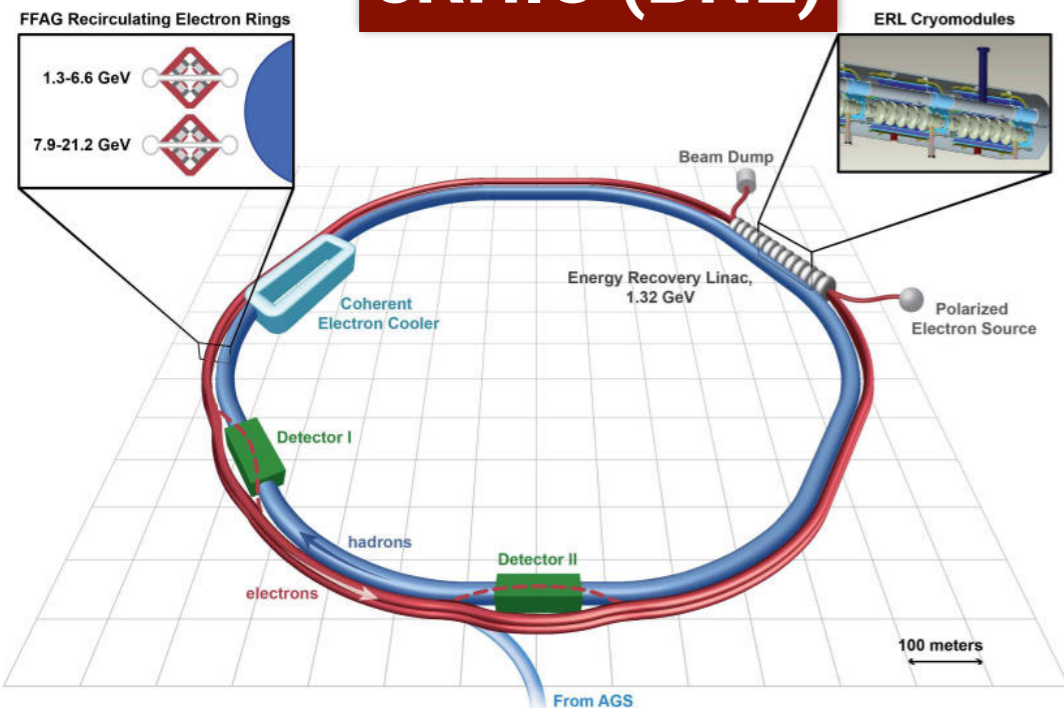 FFAG Recirculating Electron Rings
ERL Cryomodules
1.3-6.6 GeV
7.9-21.2 GeV
Beam Dump
Energy Recovery Linac,
1.32 GeV
Polarized
Electron Source
Coherent
Electron Cooler
Detector I
hadrons
Detector II
electrons
100 meters
From AGS